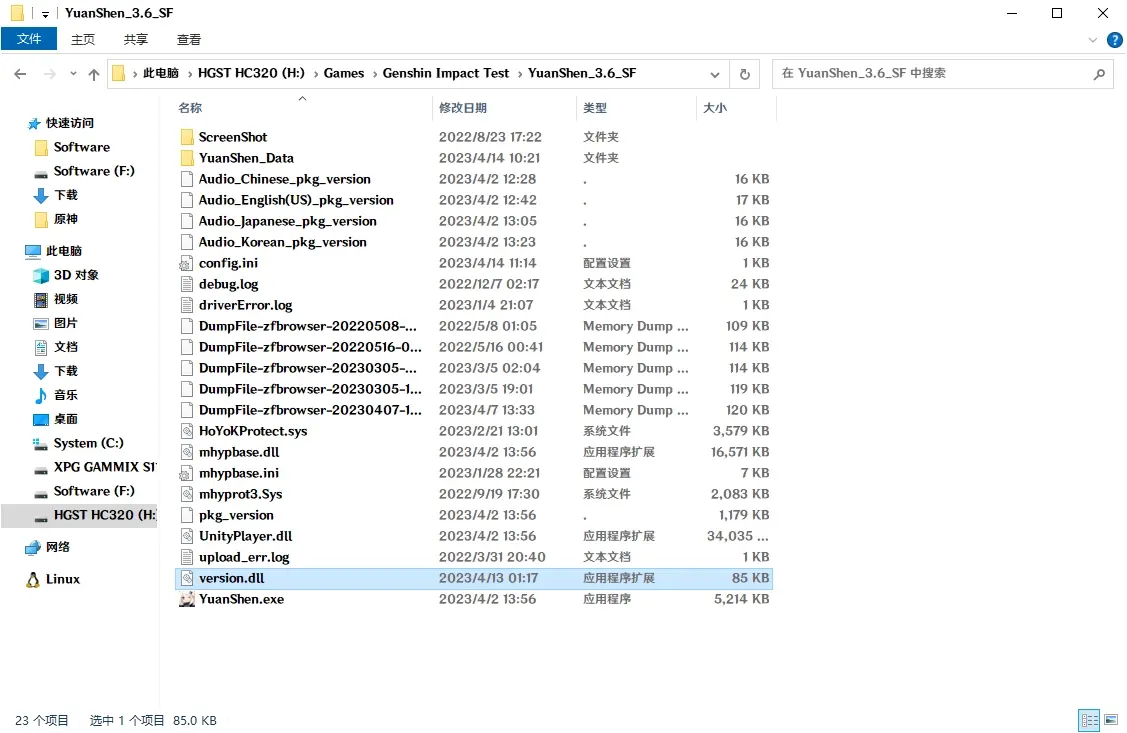 YuanShen_3.6_SF
文件 主页 共享 查看
此电脑 › HGST HC320 (H:) › Games › Genshin Impact Test › YuanShen_3.6_SF
在 YuanShen_3.6_SF 中搜索
快速访问
Software
Software (F:)
下载
原神
此电脑
3D 对象
视频
图片
文档
下载
音乐
桌面
System (C:)
XPG GAMMIX S1
Software (F:)
HGST HC320 (H:)
网络
Linux
名称 修改日期 类型 大小
ScreenShot 2022/8/23 17:22 文件夹
YuanShen_Data 2023/4/14 10:21 文件夹
Audio_Chinese_pkg_version 2023/4/2 12:28 . 16 KB
Audio_English(US)_pkg_version 2023/4/2 12:42 . 17 KB
Audio_Japanese_pkg_version 2023/4/2 13:05 . 16 KB
Audio_Korean_pkg_version 2023/4/2 13:23 . 16 KB
config.ini 2023/4/14 11:14 配置设置 1 KB
debug.log 2022/12/7 02:17 文本文档 24 KB
driverError.log 2023/1/4 21:07 文本文档 1 KB
DumpFile-zfbrowser-20220508-... 2022/5/8 01:05 Memory Dump ... 109 KB
DumpFile-zfbrowser-20220516-0... 2022/5/16 00:41 Memory Dump ... 114 KB
DumpFile-zfbrowser-20230305-... 2023/3/5 02:04 Memory Dump ... 114 KB
DumpFile-zfbrowser-20230305-1... 2023/3/5 19:01 Memory Dump ... 119 KB
DumpFile-zfbrowser-20230407-1... 2023/4/7 13:33 Memory Dump ... 120 KB
HoYoKProtect.sys 2023/2/21 13:01 系统文件 3,579 KB
mhypbase.dll 2023/4/2 13:56 应用程序扩展 16,571 KB
mhypbase.ini 2023/1/28 22:21 配置设置 7 KB
mhyprot3.Sys 2022/9/19 17:30 系统文件 2,083 KB
pkg_version 2023/4/2 13:56 . 1,179 KB
UnityPlayer.dll 2023/4/2 13:56 应用程序扩展 34,035 ...
upload_err.log 2022/3/31 20:40 文本文档 1 KB
version.dll 2023/4/13 01:17 应用程序扩展 85 KB
YuanShen.exe 2023/4/2 13:56 应用程序 5,214 KB
23 个项目 选中 1 个项目 85.0 KB